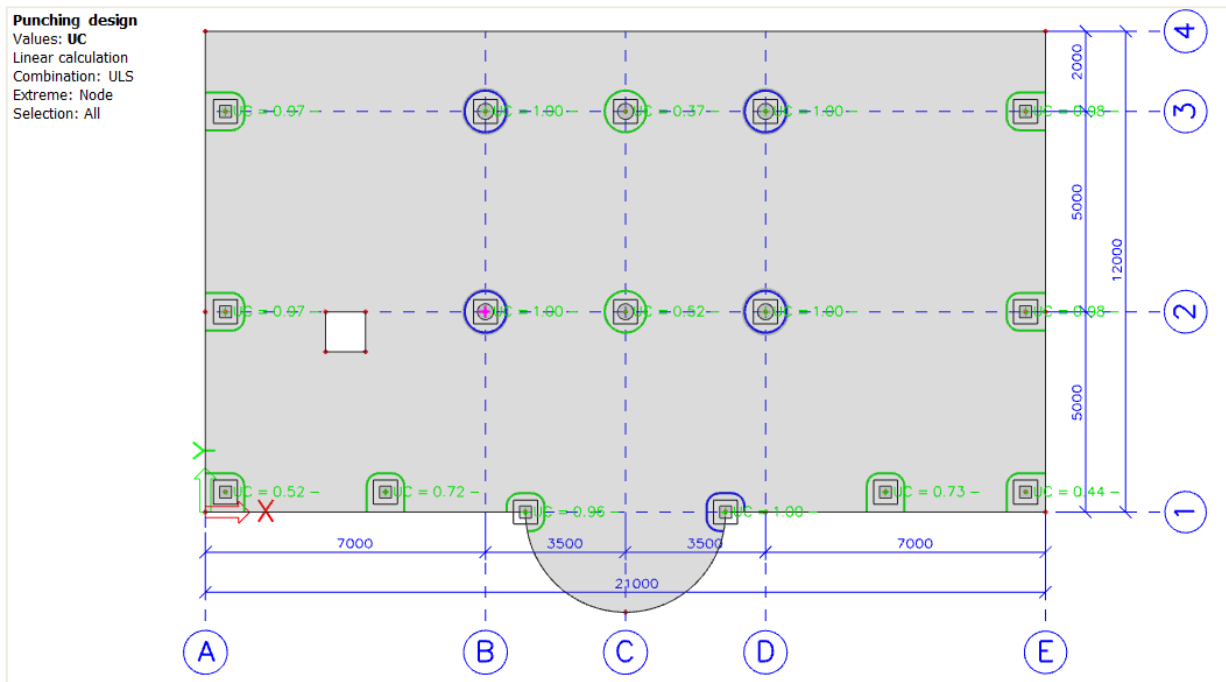 Punching design
Values: UC
Linear calculation
Combination: ULS
Extreme: Node
Selection: All
4
2000
UC = 0.97
UC = 1.00
UC = 0.37
UC = 1.00
UC = 0.98
3
5000
12000
UC = 0.97
UC = 1.00
UC = 0.52
UC = 1.00
UC = 0.98
2
5000
Y
UC = 0.52
UC = 0.72
UC = 0.96
UC = 1.00
UC = 0.73
UC = 0.44
X
1
7000
3500
3500
7000
21000
A
B
C
D
E